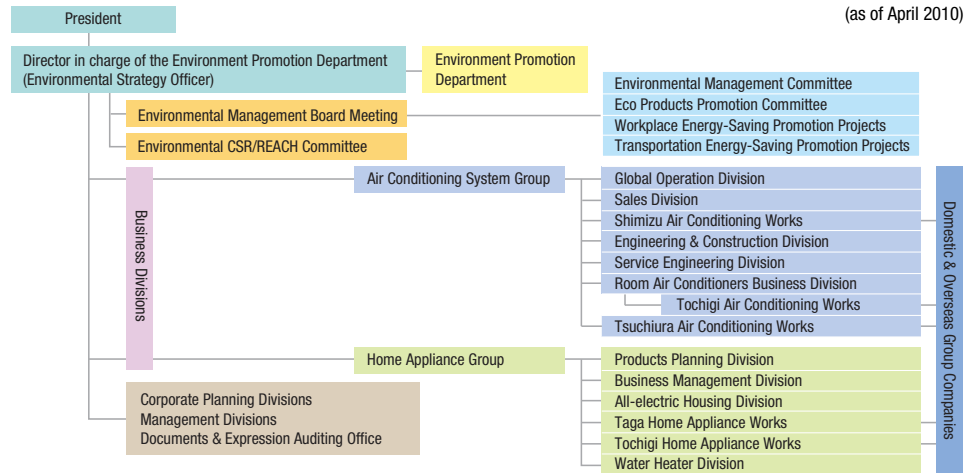 (as of April 2010)
President
Director in charge of the Environment Promotion Department
(Environmental Strategy Officer)
Environment Promotion
Department
Environmental Management Board Meeting
Environmental CSR/REACH Committee
Environmental Management Committee
Eco Products Promotion Committee
Workplace Energy-Saving Promotion Projects
Transportation Energy-Saving Promotion Projects
Business Divisions
Air Conditioning System Group
Global Operation Division
Sales Division
Shimizu Air Conditioning Works
Engineering & Construction Division
Service Engineering Division
Room Air Conditioners Business Division
Tochigi Air Conditioning Works
Tsuchiura Air Conditioning Works
Home Appliance Group
Products Planning Division
Business Management Division
All-electric Housing Division
Taga Home Appliance Works
Tochigi Home Appliance Works
Water Heater Division
Domestic & Overseas Group Companies
Corporate Planning Divisions
Management Divisions
Documents & Expression Auditing Office